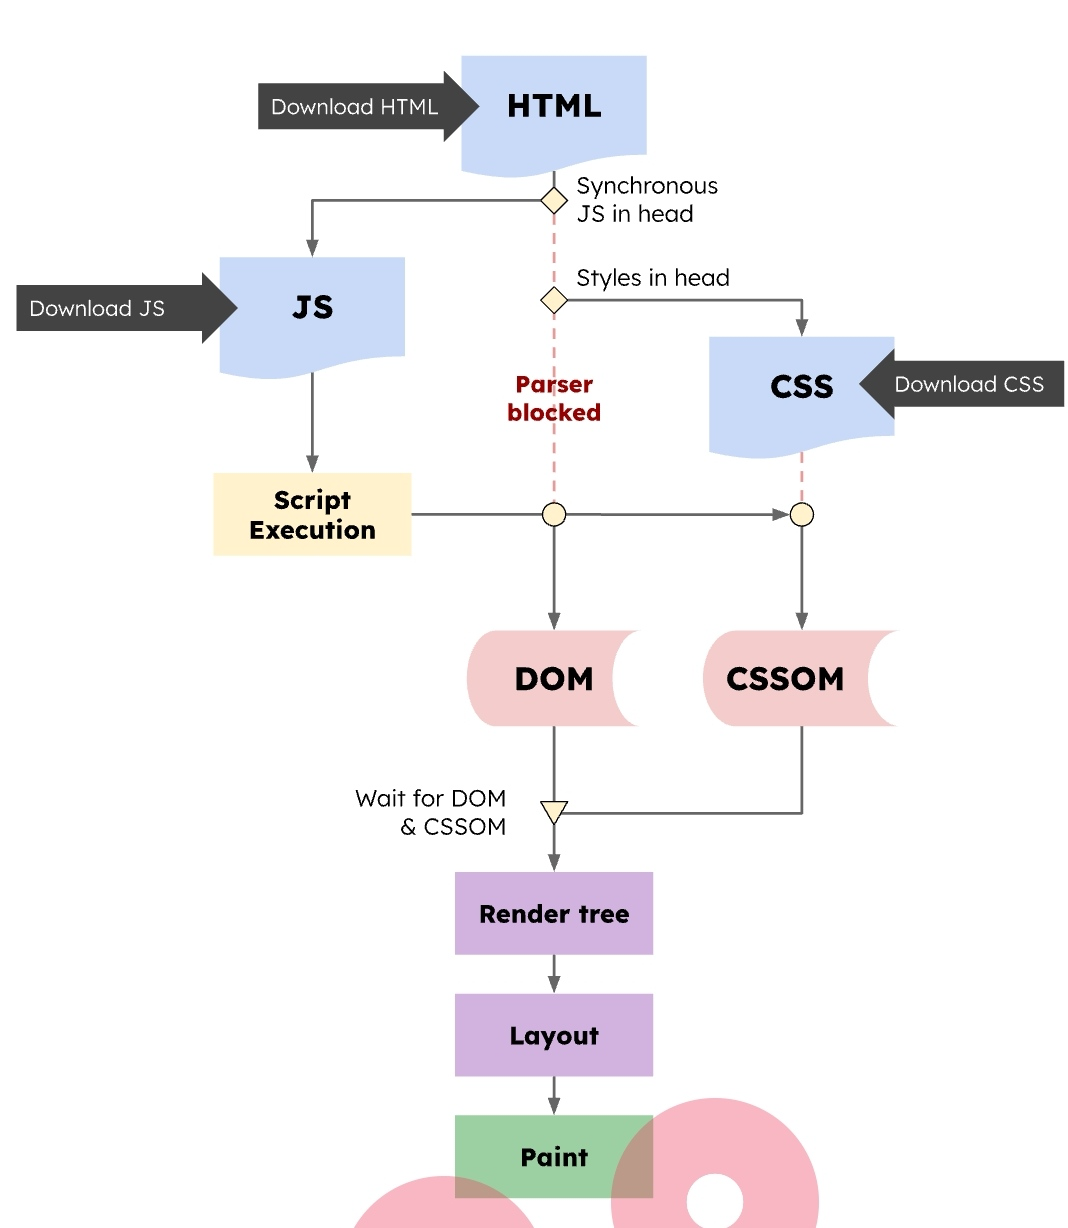 Download HTML
HTML
Synchronous
JS in head
Styles in head
Download JS
JS
Parser
blocked
CSS
Download CSS
Script
Execution
DOM
CSSOM
Wait for DOM
& CSSOM
Render tree
Layout
Paint